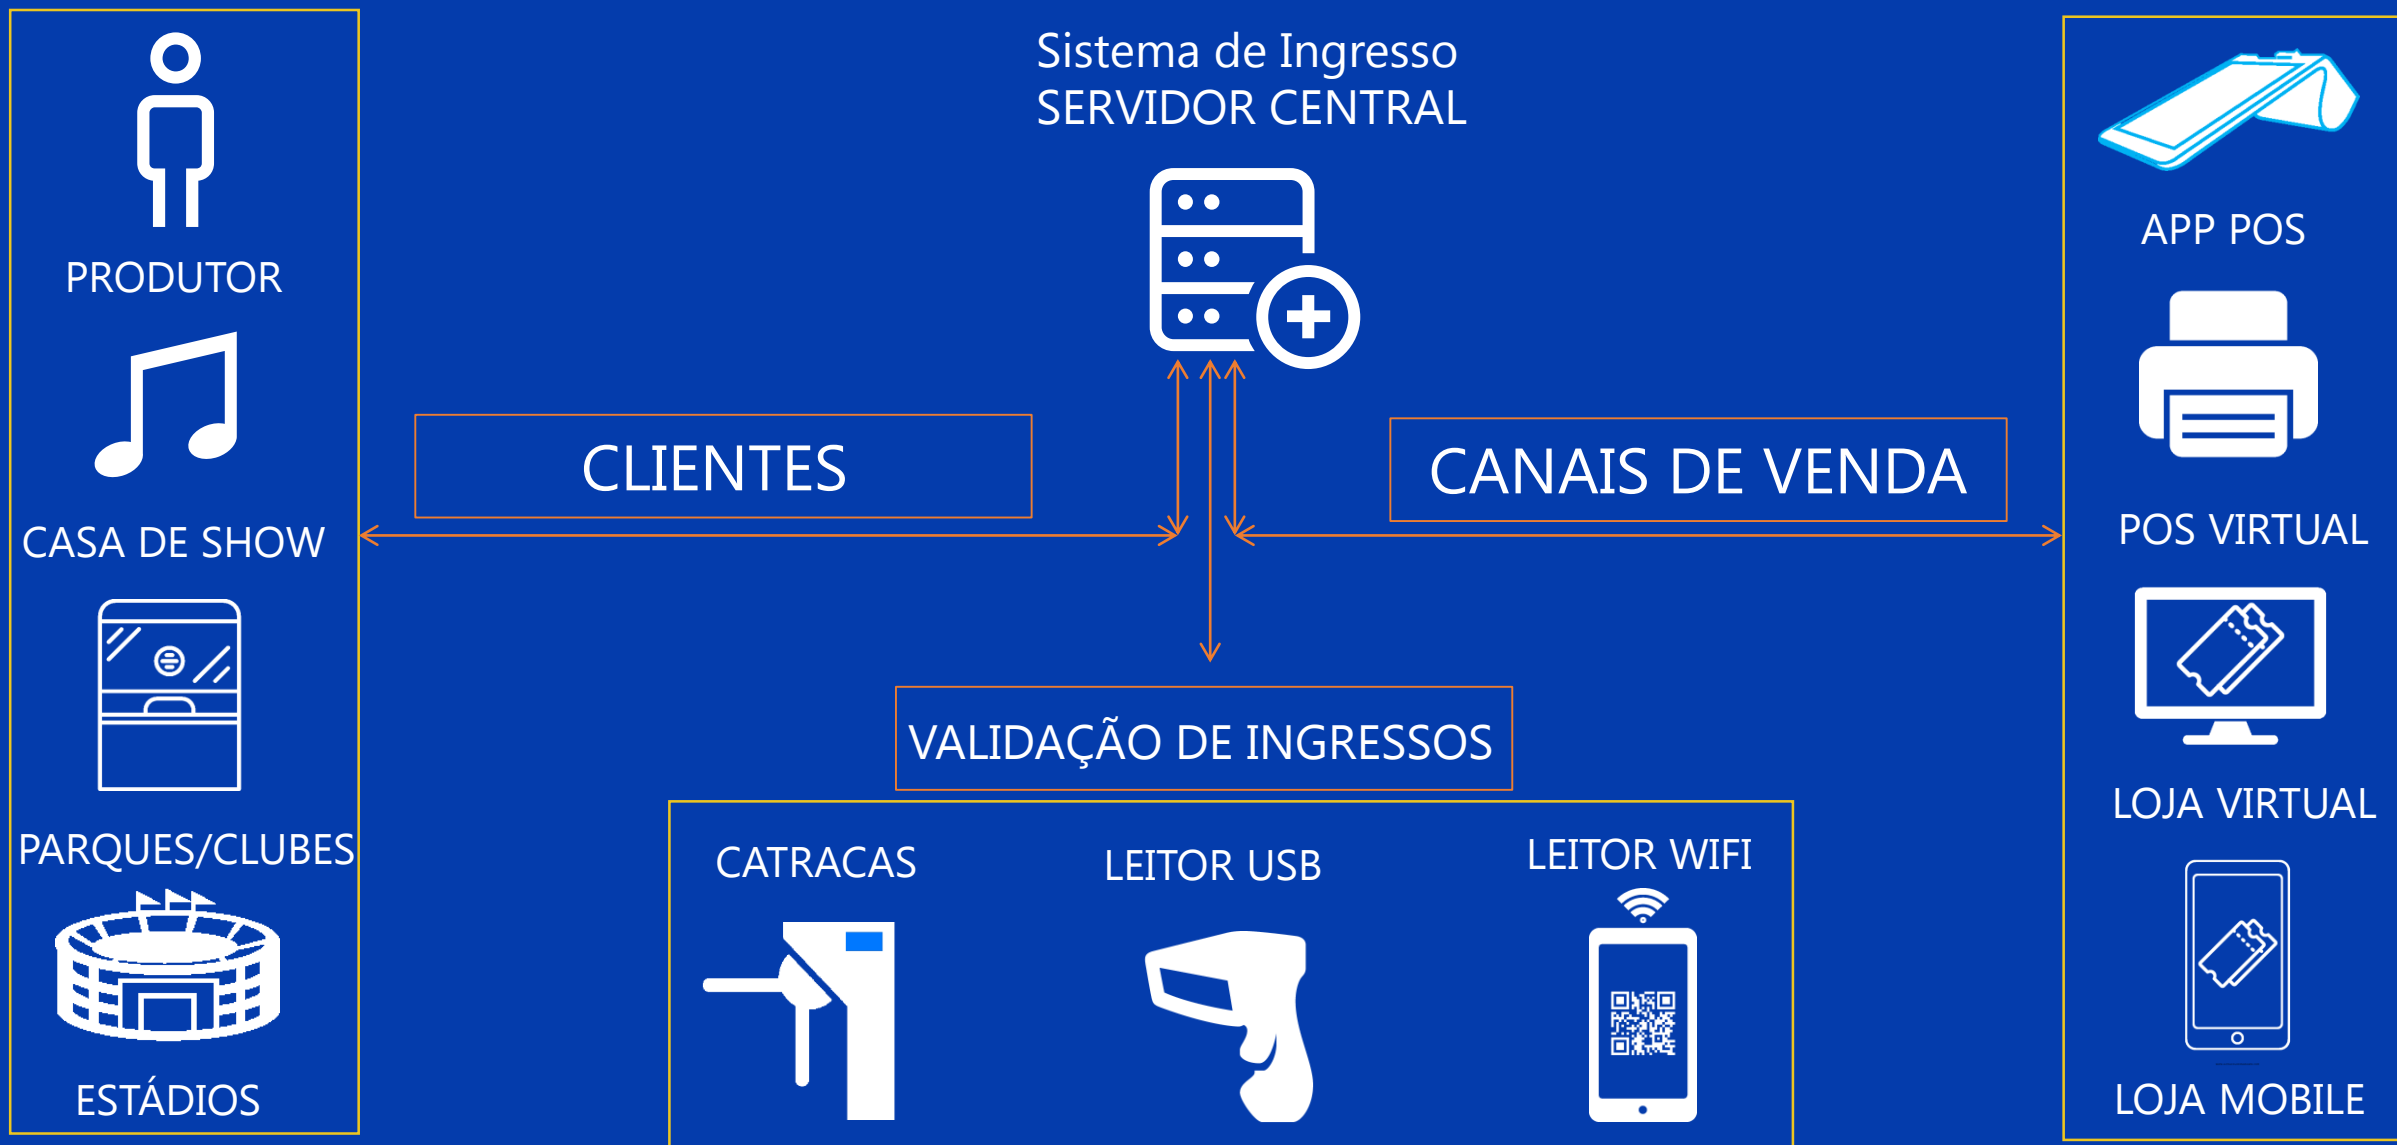 PRODUTOR
CASA DE SHOW
PARQUES/CLUBES
ESTÁDIOS
Sistema de Ingresso
SERVIDOR CENTRAL
CLIENTES
CANAIS DE VENDA
VALIDAÇÃO DE INGRESSOS
CATRACAS
LEITOR USB
LEITOR WIFI
APP POS
POS VIRTUAL
LOJA VIRTUAL
LOJA MOBILE